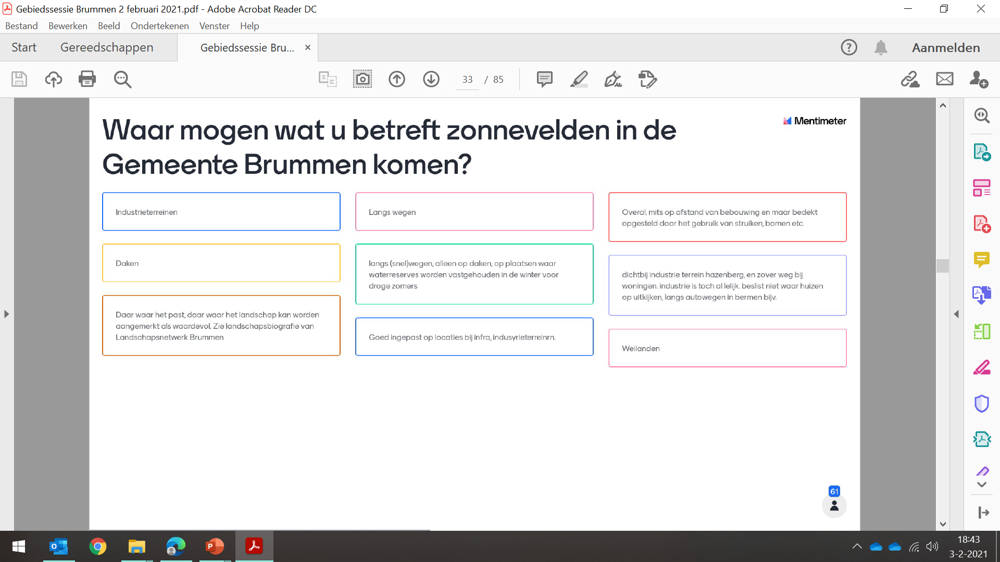 Gebiedssessie Brummen 2 februari 2021.pdf - Adobe Acrobat Reader DC
Bestand Bewerken Beeld Ondertekenen Venster Help
Start Gereedschappen Gebiedssessie Bru... × Aanmelden
33 / 85
Waar mogen wat u betreft zonnevelden in de
Gemeente Brummen komen?
Mentimeter
Industrieterreinen
Daken
Daar waar het past, daar waar het landschap kan worden
aangemerkt als waardevol. Zie landschapsbiografie van
Landschapsnetwerk Brummen
Langs wegen
langs (snel)wegen, alleen op daken, op plaatsen waar
waterreserves worden vastgehouden in de winter voor
droge zomers
Goed ingepast op locaties bij infra, indusyrieterreinrn.
Overal, mits op afstand van bebouwing en maar bedekt
opgesteld door het gebruik van struiken, bomen etc.
dichtbij industrie terrein hazenberg, en zover weg bij
woningen. industrie is toch al lelijk. beslist niet waar huizen
op uitkijken, langs autowegen in bermen bijv.
Weilanden
61
18:43
3-2-2021